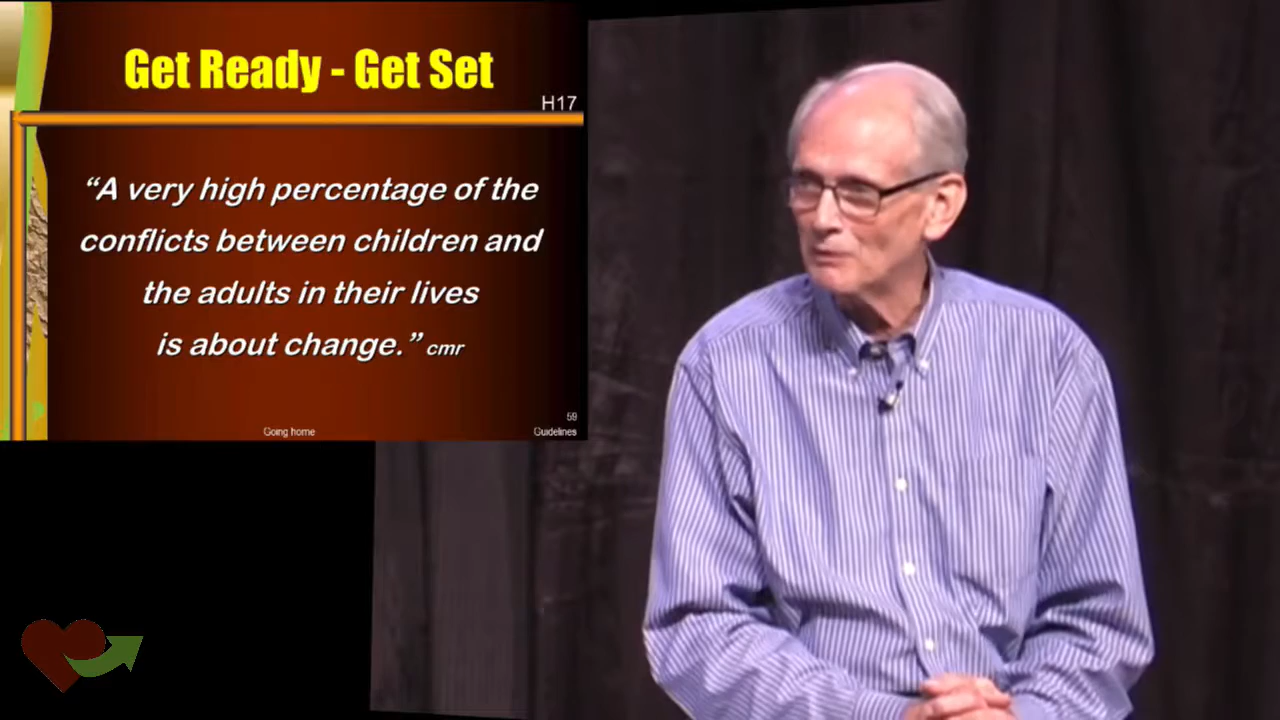 Get Ready - Get Set
H17
“A very high percentage of the
conflicts between children and
the adults in their lives
is about change.” cmr
59
Going home
Guidelines